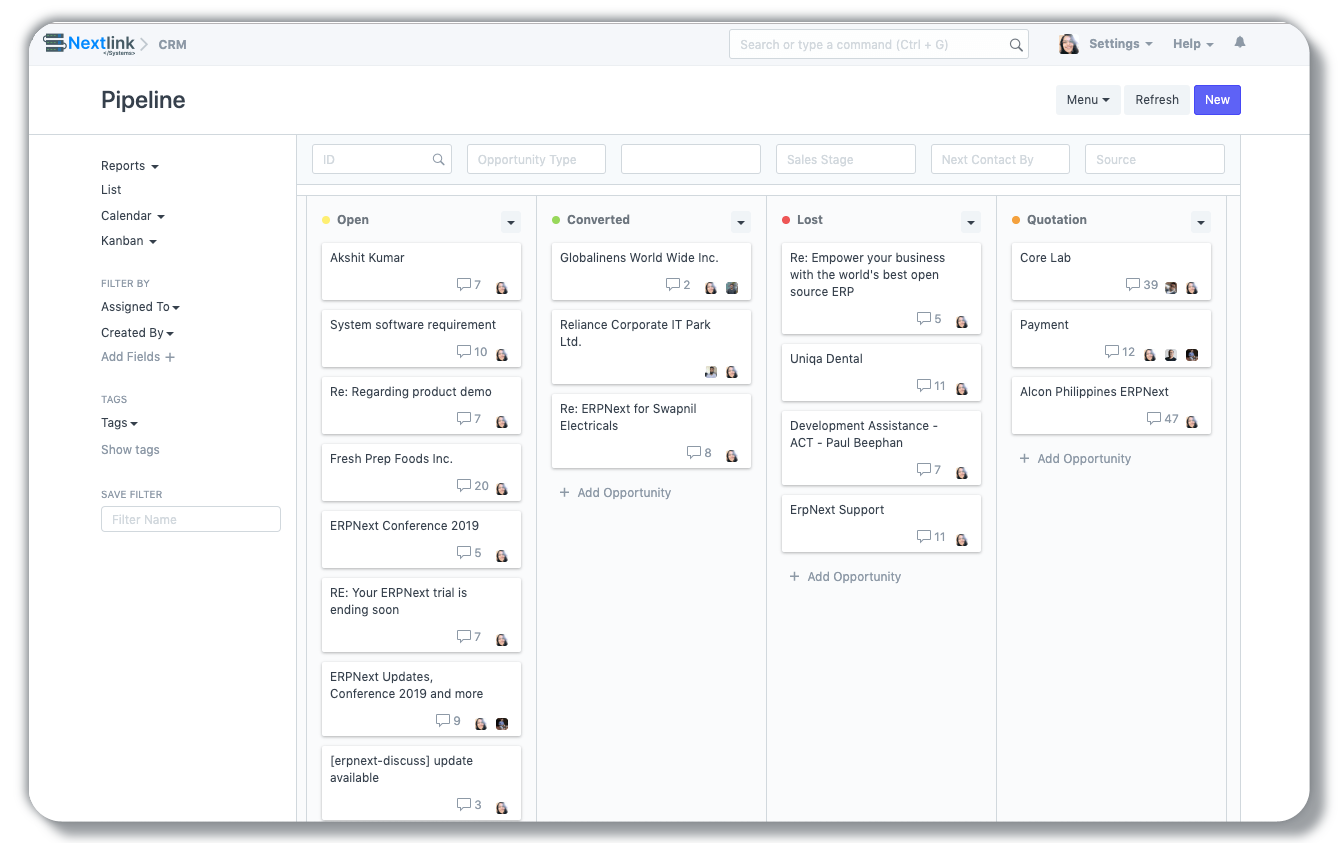 Nextlink
</Systems>
CRM
Search or type a command (Ctrl + G)
Settings
Help
Pipeline
Menu
Refresh
New
Reports
List
Calendar
Kanban
FILTER BY
Assigned To
Created By
Add Fields +
TAGS
Tags
Show tags
SAVE FILTER
Filter Name
ID
Opportunity Type
Sales Stage
Next Contact By
Source
Open
Akshit Kumar
7
System software requirement
10
Re: Regarding product demo
7
Fresh Prep Foods Inc.
20
ERPNext Conference 2019
5
RE: Your ERPNext trial is
ending soon
7
ERPNext Updates,
Conference 2019 and more
9
[erpnext-discuss] update
available
3
Converted
Globalinens World Wide Inc.
2
Reliance Corporate IT Park
Ltd.
Re: ERPNext for Swapnil
Electricals
8
+ Add Opportunity
Lost
Re: Empower your business
with the world's best open
source ERP
5
Uniqa Dental
11
Development Assistance -
ACT - Paul Beephan
7
ErpNext Support
11
+ Add Opportunity
Quotation
Core Lab
39
Payment
12
Alcon Philippines ERPNext
47
+ Add Opportunity